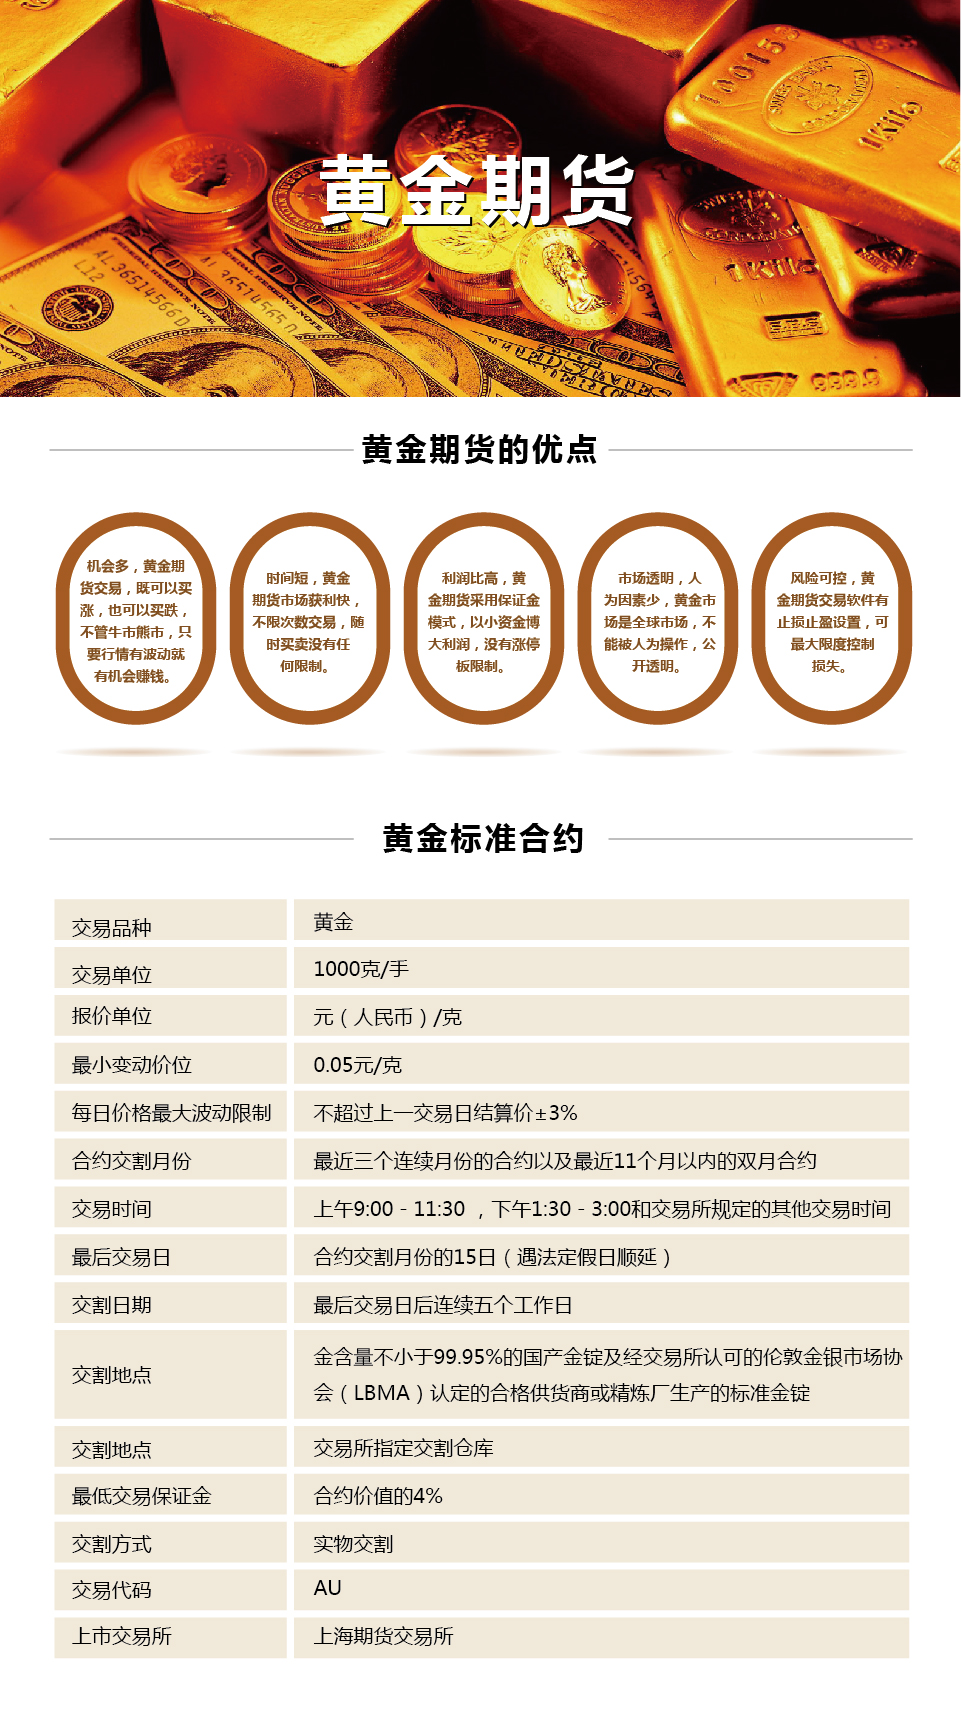 100153
SWISS BANK
CORPORATION
1Kilo
黄金期货
AL36514566D
L12
AL36514565D
FEDERAL RESERVE NOTE
CORPORATION
1Kilo
999.9
黄金期货的优点
机会多，黄金期
货交易，既可以买
涨，也可以买跌，
不管牛市熊市，只
要行情有波动就
有机会赚钱。
时间短，黄金
期货市场获利快，
不限次数交易，随
时买卖没有任
何限制。
利润比高，黄
金期货采用保证金
模式，以小资金博
大利润，没有涨停
板限制。
市场透明，人
为因素少，黄金市
场是全球市场，不
能被人为操作，公
开透明。
风险可控，黄
金期货交易软件有
止损止盈设置，可
最大限度控制
损失。
黄金标准合约
交易品种 黄金
交易单位 1000克/手
报价单位 元（人民币）/克
最小变动价位 0.05元/克
每日价格最大波动限制 不超过上一交易日结算价±3%
合约交割月份 最近三个连续月份的合约以及最近11个月以内的双月合约
交易时间 上午9:00 - 11:30 ，下午1:30 - 3:00和交易所规定的其他交易时间
最后交易日 合约交割月份的15日（遇法定假日顺延）
交割日期 最后交易日后连续五个工作日
交割地点 金含量不小于99.95%的国产金锭及经交易所认可的伦敦金银市场协
会（LBMA）认定的合格供货商或精炼厂生产的标准金锭
交割地点 交易所指定交割仓库
最低交易保证金 合约价值的4%
交割方式 实物交割
交易代码 AU
上市交易所 上海期货交易所